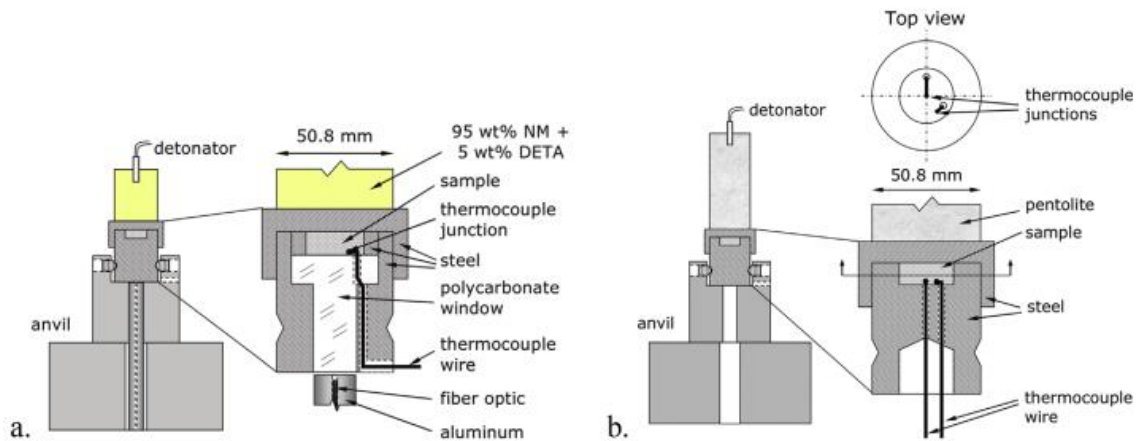 detonator
50.8 mm
95 wt% NM +
5 wt% DETA
sample
thermocouple
junction
steel
polycarbonate
window
anvil
thermocouple
wire
fiber optic
aluminum
a.
Top view
detonator
thermocouple
junctions
50.8 mm
pentolite
sample
steel
anvil
thermocouple
wire
b.